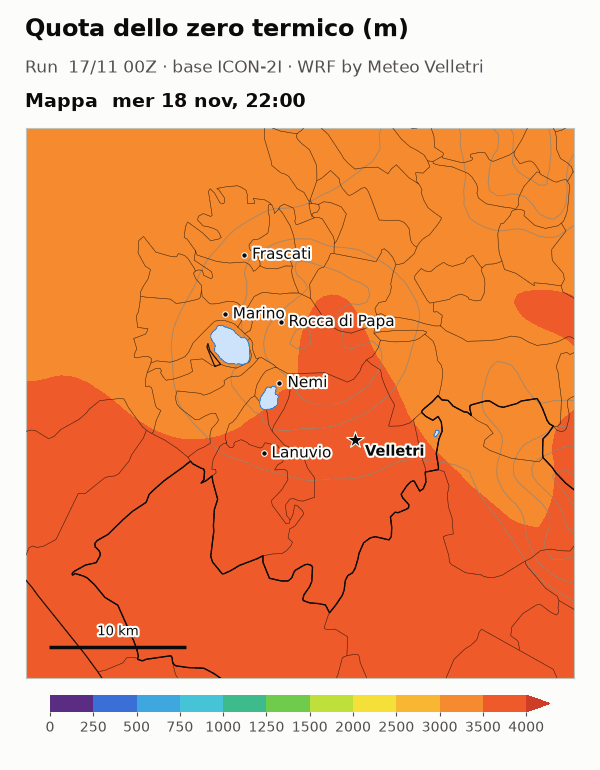 Quota dello zero termico (m)
Run  17/11 00Z · base ICON-2I · WRF by Meteo Velletri
Mappa  mer 18 nov, 22:00
Frascati
Marino
Rocca di Papa
Nemi
Velletri
Lanuvio
10 km
0 250 500 750 1000 1250 1500 2000 2500 3000 3500 4000